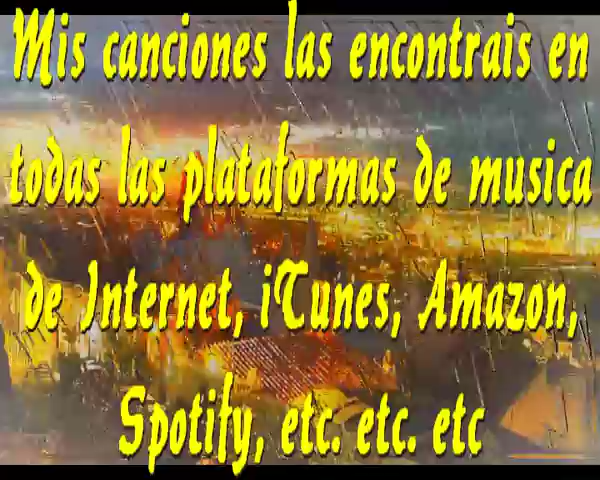 Mis canciones las encontrais en
todas las plataformas de musica
de Internet, iTunes, Amazon,
Spotify, etc. etc. etc